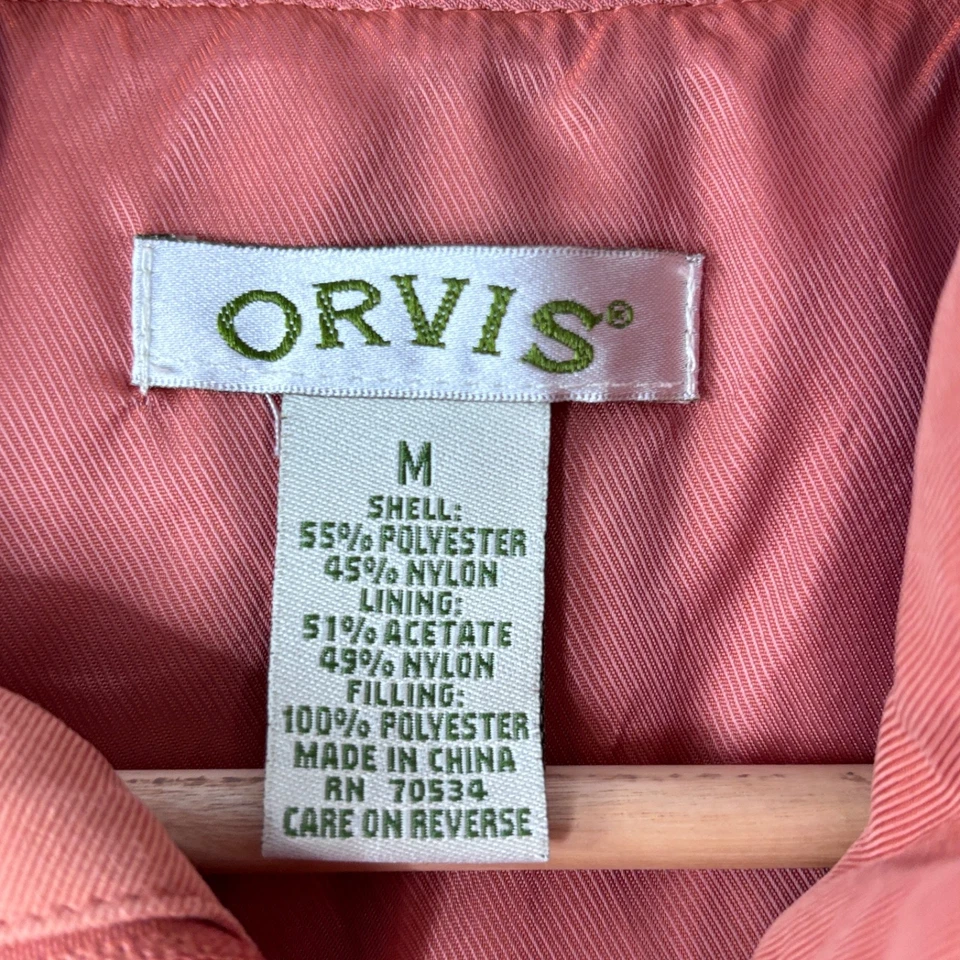 ORVIS®
M
SHELL:
55% POLYESTER
45% NYLON
LINING:
51% ACETATE
49% NYLON
FILLING:
100% POLYESTER
MADE IN CHINA
RN 70534
CARE ON REVERSE